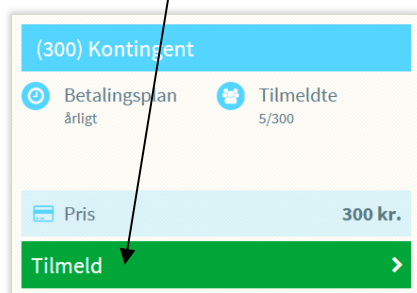 (300) Kontingent
Betalingsplan
årligt
Tilmeldte
5/300
Pris
300 kr.
Tilmeld